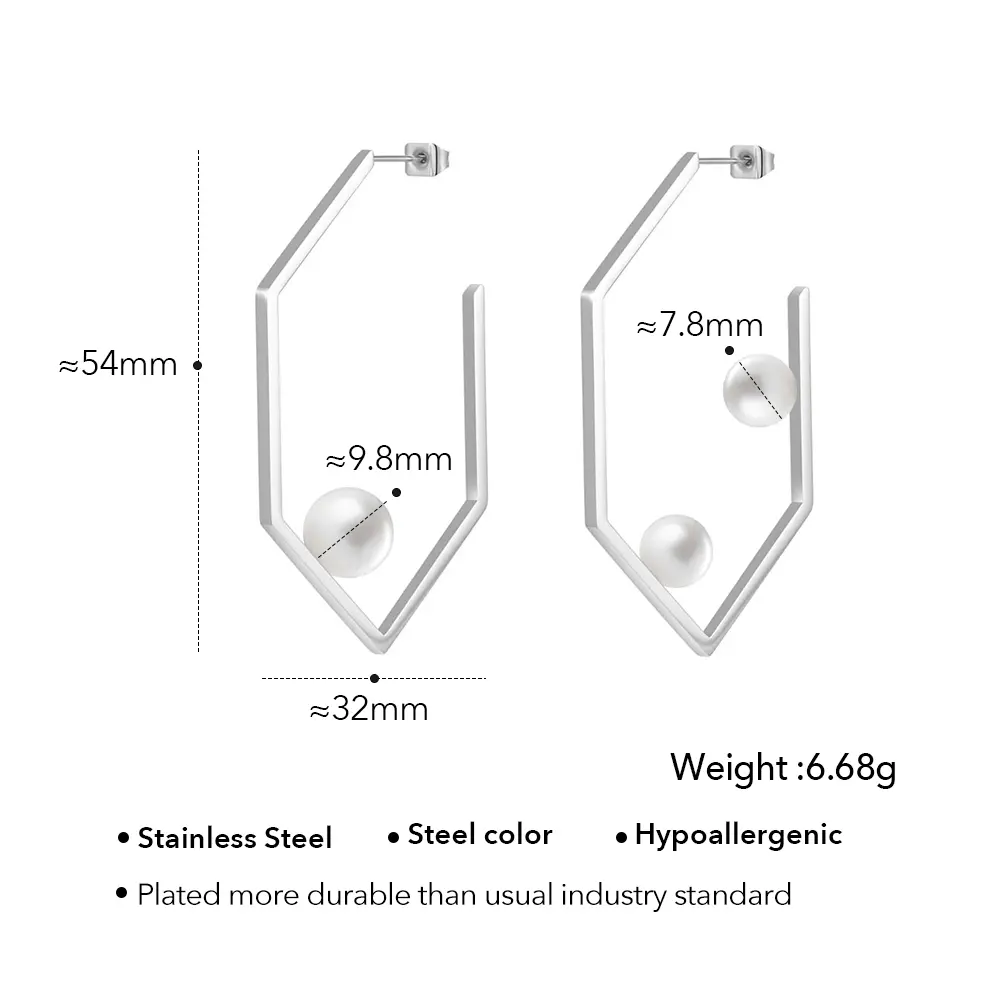 ≈7.8mm
≈54mm
≈9.8mm
≈32mm
Weight :6.68g
• Stainless Steel • Steel color • Hypoallergenic
• Plated more durable than usual industry standard